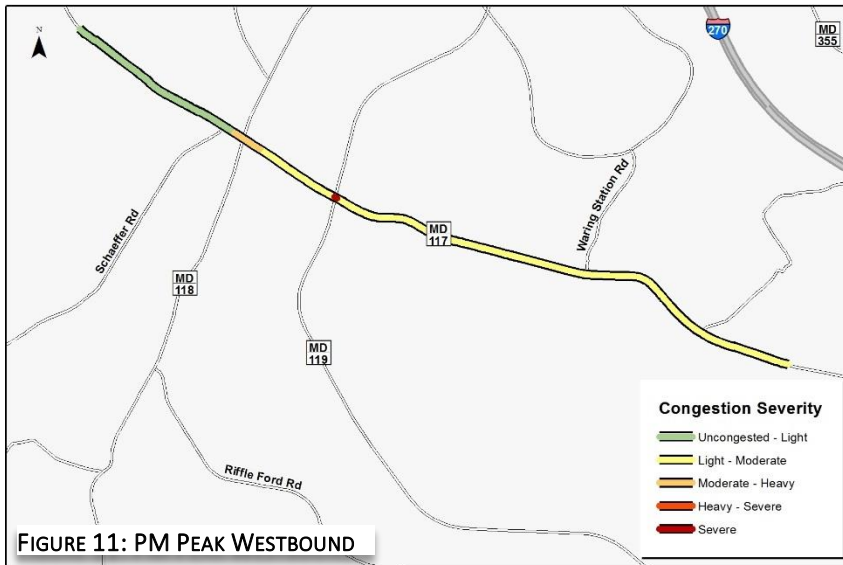 N
270
MD
355
Schaeffer Rd
Waring Station Rd
MD
117
MD
118
MD
119
Riffle Ford Rd
Congestion Severity
Uncongested - Light
Light - Moderate
Moderate - Heavy
Heavy - Severe
Severe
FIGURE 11: PM PEAK WESTBOUND